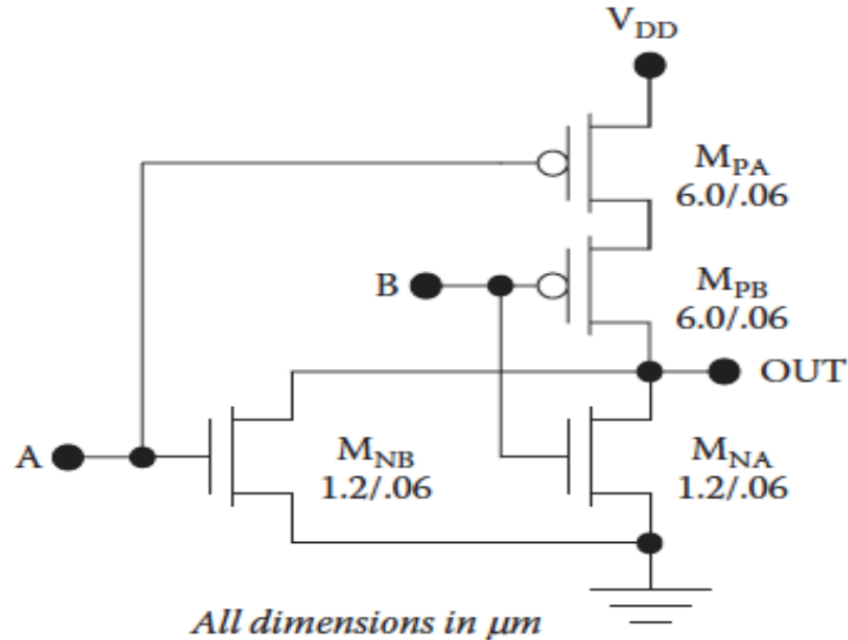 V_DD
M_PA
6.0/.06
B
M_PB
6.0/.06
OUT
A
M_NB
1.2/.06
M_NA
1.2/.06
All dimensions in μm